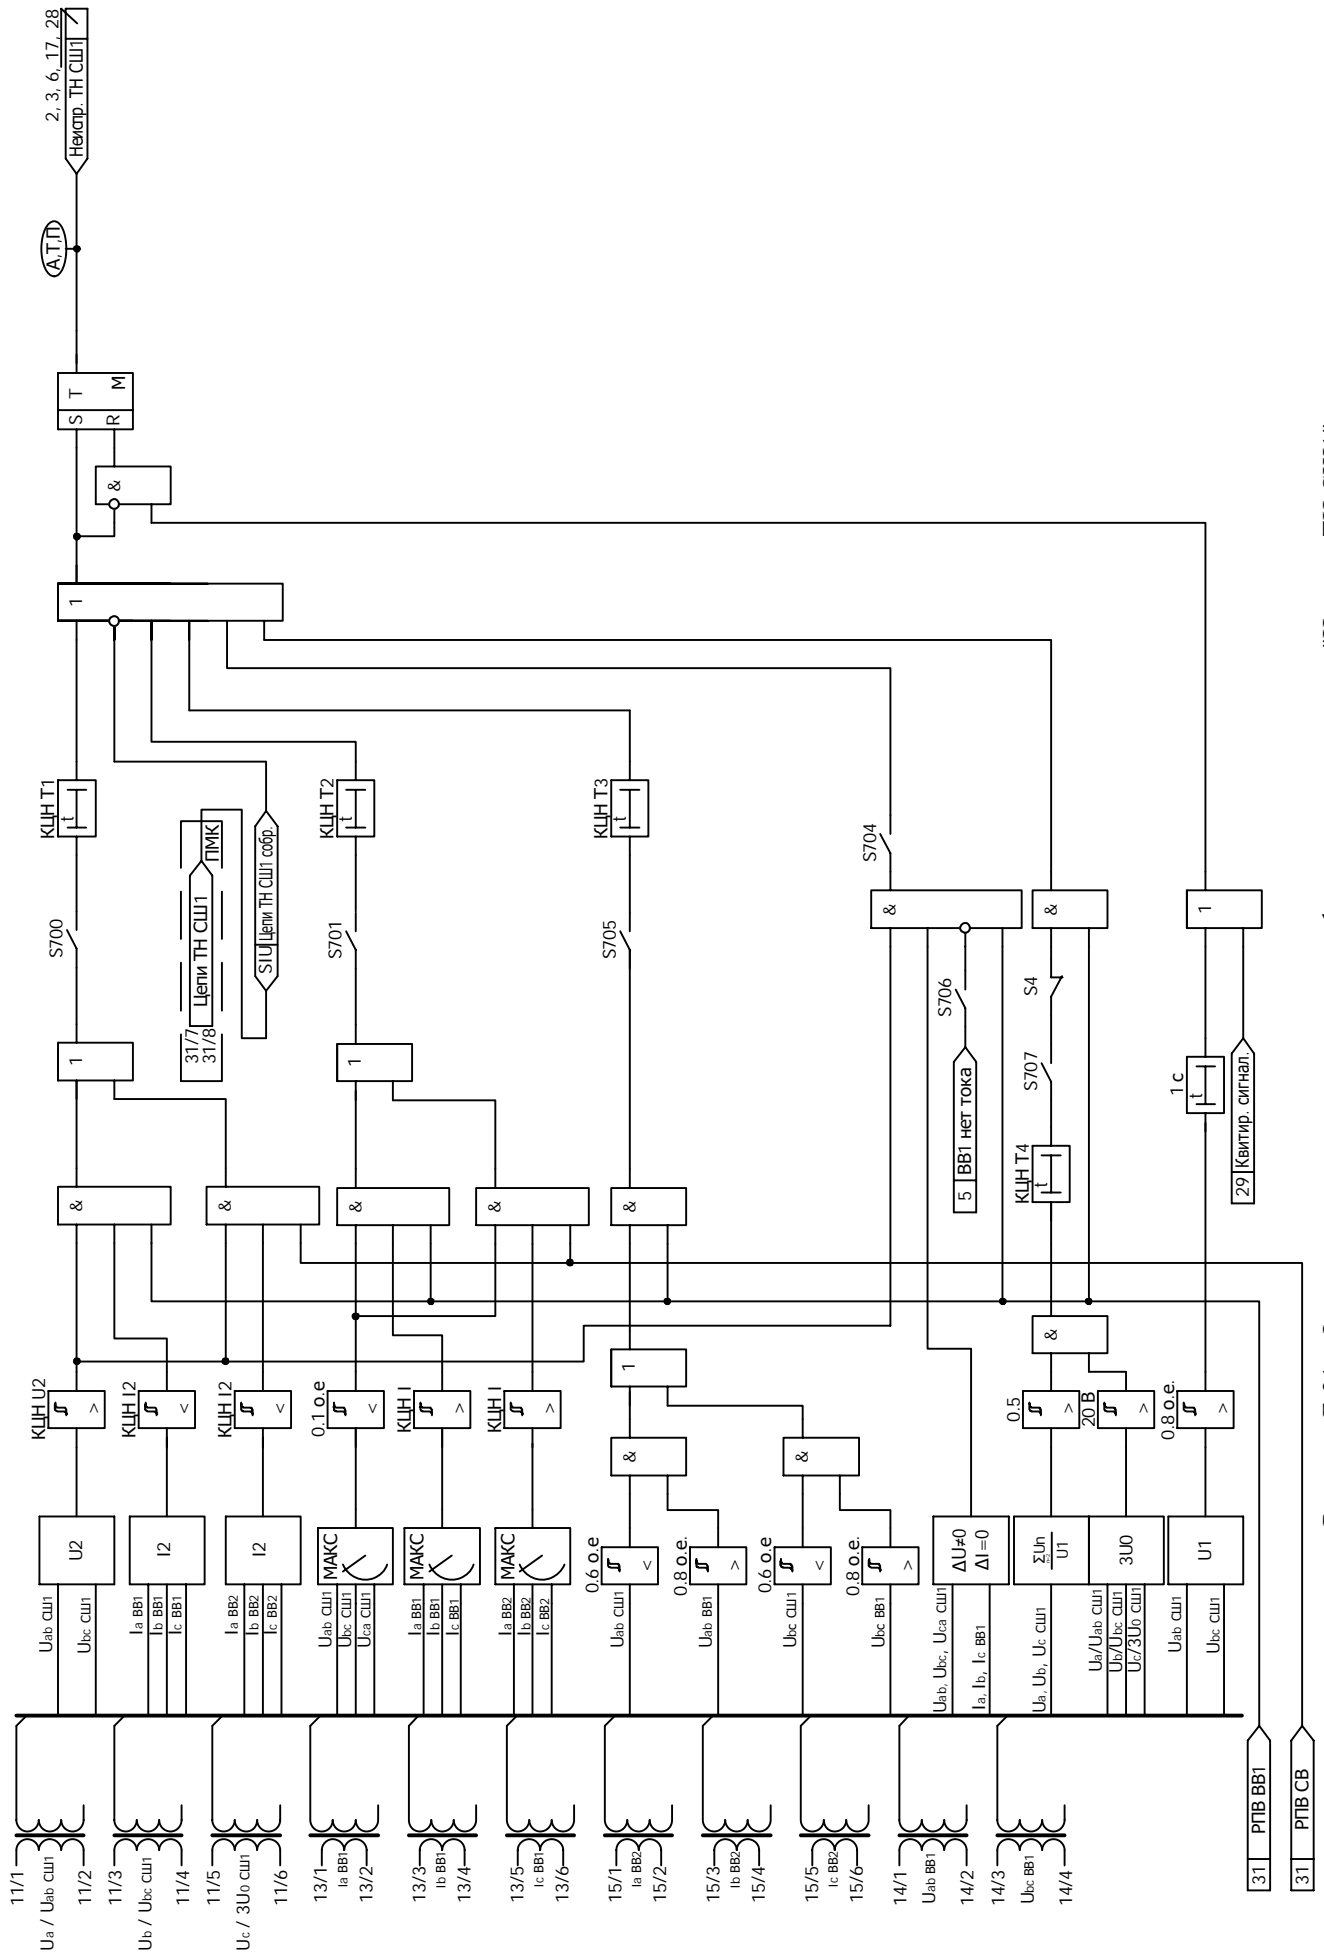 2, 3, 6, 17, 28
Неиспр. ТН СШ1
А,Т,П
S T
R M
&
1
КЦН Т1
t
S700
ПМК
Цепи ТН СШ1
31/7
31/8
SIU Цепи ТН СШ1 собр.
КЦН Т2
t
S701
КЦН Т3
t
S705
S704
&
S706
5 ВВ1 нет тока
&
S4
S707
КЦН Т4
t
1
1 с
t
29 Квитир. сигнал.
1
1
&
&
&
&
&
КЦН U2
>
КЦН I2
<
КЦН I2
<
0.1 о.е
<
КЦН I
>
КЦН I
>
1
&
&
&
0.6 о.е
<
0.8 о.е.
>
0.6 о.е
<
0.8 о.е.
>
0.5
>
20 В
>
0.8 о.е.
>
U2
I2
I2
МАКС
МАКС
МАКС
ΔU≠0
ΔI=0
ΣUn
U1
3U0
U1
Uab СШ1
Ubc СШ1
Ia ВВ1
Ib ВВ1
Ic ВВ1
Ia ВВ2
Ib ВВ2
Ic ВВ2
Uab СШ1
Ubc СШ1
Uca СШ1
Ia ВВ1
Ib ВВ1
Ic ВВ1
Ia ВВ2
Ib ВВ2
Ic ВВ2
Uab СШ1
Uab ВВ1
Ubc СШ1
Ubc ВВ1
Uab, Ubc, Uca СШ1
Ia, Ib, Ic ВВ1
Ua, Ub, Uc СШ1
Ua/Uab СШ1
Ub/Ubc СШ1
Uc/3U0 СШ1
Uab СШ1
Ubc СШ1
11/1
Ua / Uab СШ1
11/2
11/3
Ub / Ubc СШ1
11/4
11/5
Uc / 3U0 СШ1
11/6
13/1
Ia ВВ1
13/2
13/3
Ib ВВ1
13/4
13/5
Ic ВВ1
13/6
15/1
Ia ВВ2
15/2
15/3
Ib ВВ2
15/4
15/5
Ic ВВ2
15/6
14/1
Uab ВВ1
14/2
14/3
Ubc ВВ1
14/4
31 РПВ ВВ1
31 РПВ СВ